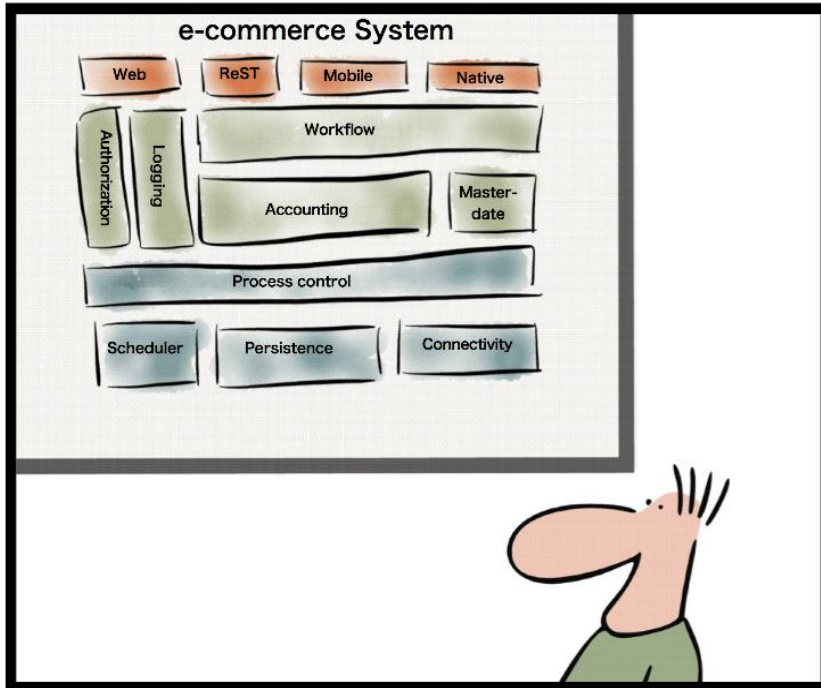 e-commerce System
Web
ReST
Mobile
Native
Authorization
Logging
Workflow
Accounting
Master-
date
Process control
Scheduler
Persistence
Connectivity